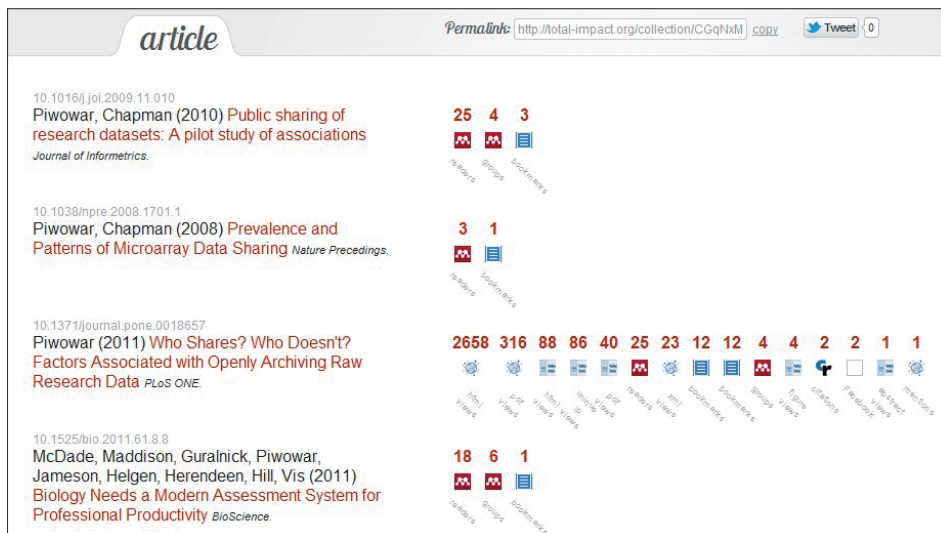 article
Permalink: http://total-impact.org/collection/CGqNxM copy Tweet 0
10.1016/j.joi.2009.11.010
Piwowar, Chapman (2010) Public sharing of
research datasets: A pilot study of associations
Journal of Informetrics.
25 4 3
readers groups bookmarks
10.1038/npre.2008.1701.1
Piwowar, Chapman (2008) Prevalence and
Patterns of Microarray Data Sharing Nature Precedings.
3 1
readers bookmarks
10.1371/journal.pone.0018657
Piwowar (2011) Who Shares? Who Doesn't?
Factors Associated with Openly Archiving Raw
Research Data PLoS ONE.
2658 316 88 86 40 25 23 12 12 4 4 2 2 1 1
html views pdf views html views unique ip views pdf views readers xml views bookmarks bookmarks groups figure views citations Facebook abstract views mentions
10.1525/bio.2011.61.8.8
McDade, Maddison, Guralnick, Piwowar,
Jameson, Helgen, Herendeen, Hill, Vis (2011)
Biology Needs a Modern Assessment System for
Professional Productivity BioScience.
18 6 1
readers groups bookmarks